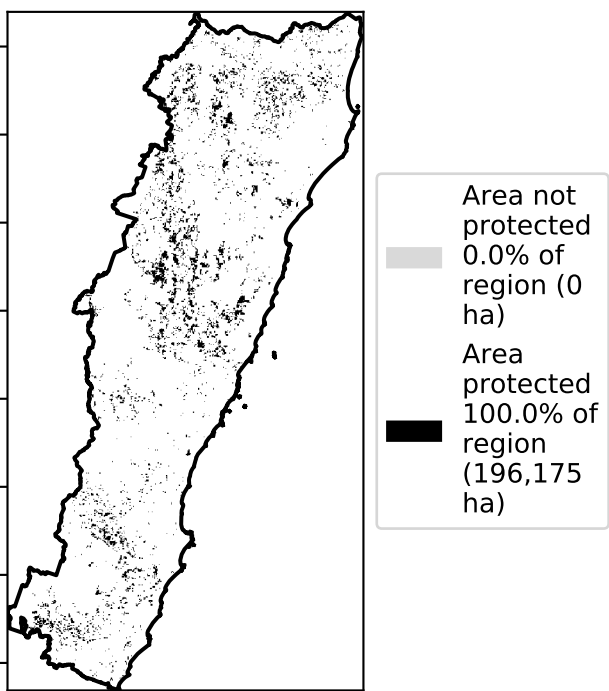 Area not
protected
0.0% of
region (0
ha)
Area
protected
100.0% of
region
(196,175
ha)